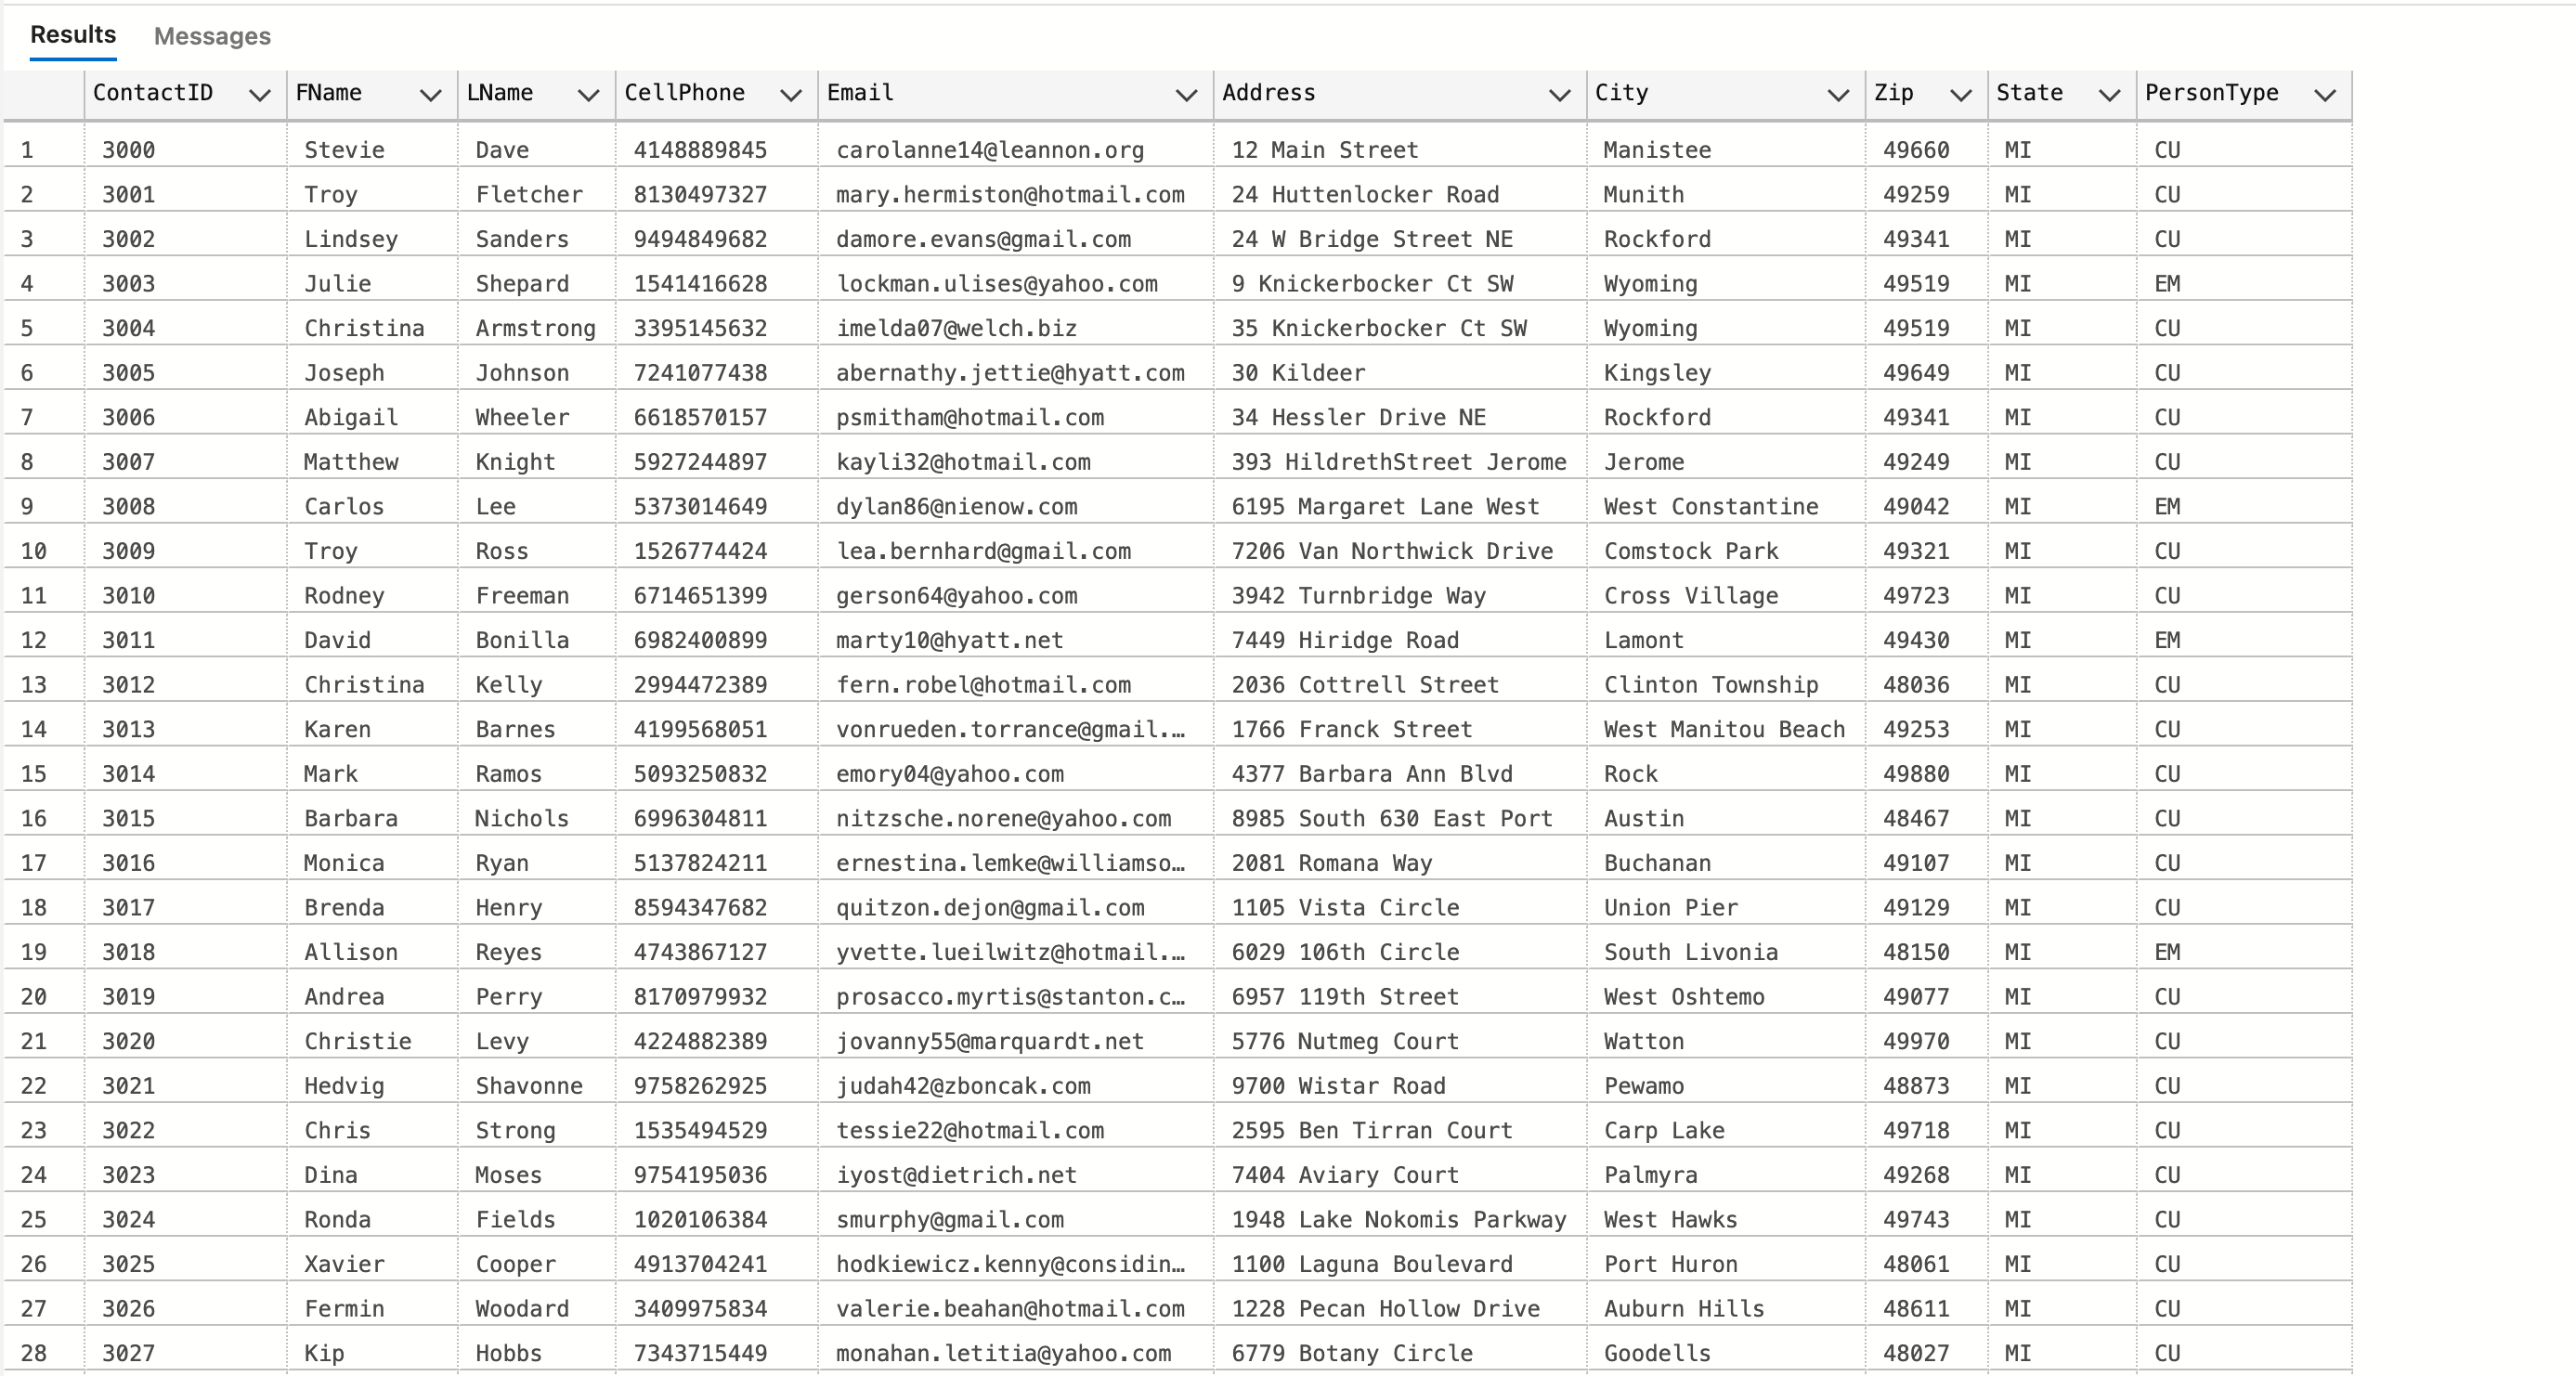 Results Messages
ContactID FName LName CellPhone Email Address City Zip State PersonType
1 3000 Stevie Dave 4148889845 carolanne14@leannon.org 12 Main Street Manistee 49660 MI CU
2 3001 Troy Fletcher 8130497327 mary.hermiston@hotmail.com 24 Huttenlocker Road Munith 49259 MI CU
3 3002 Lindsey Sanders 9494849682 damore.evans@gmail.com 24 W Bridge Street NE Rockford 49341 MI CU
4 3003 Julie Shepard 1541416628 lockman.ulises@yahoo.com 9 Knickerbocker Ct SW Wyoming 49519 MI EM
5 3004 Christina Armstrong 3395145632 imelda07@welch.biz 35 Knickerbocker Ct SW Wyoming 49519 MI CU
6 3005 Joseph Johnson 7241077438 abernathy.jettie@hyatt.com 30 Kildeer Kingsley 49649 MI CU
7 3006 Abigail Wheeler 6618570157 psmitham@hotmail.com 34 Hessler Drive NE Rockford 49341 MI CU
8 3007 Matthew Knight 5927244897 kayli32@hotmail.com 393 HildrethStreet Jerome Jerome 49249 MI CU
9 3008 Carlos Lee 5373014649 dylan86@nienow.com 6195 Margaret Lane West West Constantine 49042 MI EM
10 3009 Troy Ross 1526774424 lea.bernhard@gmail.com 7206 Van Northwick Drive Comstock Park 49321 MI CU
11 3010 Rodney Freeman 6714651399 gerson64@yahoo.com 3942 Turnbridge Way Cross Village 49723 MI CU
12 3011 David Bonilla 6982400899 marty10@hyatt.net 7449 Hiridge Road Lamont 49430 MI EM
13 3012 Christina Kelly 2994472389 fern.robel@hotmail.com 2036 Cottrell Street Clinton Township 48036 MI CU
14 3013 Karen Barnes 4199568051 vonrueden.torrance@gmail.… 1766 Franck Street West Manitou Beach 49253 MI CU
15 3014 Mark Ramos 5093250832 emory04@yahoo.com 4377 Barbara Ann Blvd Rock 49880 MI CU
16 3015 Barbara Nichols 6996304811 nitzsche.norene@yahoo.com 8985 South 630 East Port Austin 48467 MI CU
17 3016 Monica Ryan 5137824211 ernestina.lemke@williamso… 2081 Romana Way Buchanan 49107 MI CU
18 3017 Brenda Henry 8594347682 quitzon.dejon@gmail.com 1105 Vista Circle Union Pier 49129 MI CU
19 3018 Allison Reyes 4743867127 yvette.lueilwitz@hotmail.… 6029 106th Circle South Livonia 48150 MI EM
20 3019 Andrea Perry 8170979932 prosacco.myrtis@stanton.c… 6957 119th Street West Oshtemo 49077 MI CU
21 3020 Christie Levy 4224882389 jovanny55@marquardt.net 5776 Nutmeg Court Watton 49970 MI CU
22 3021 Hedvig Shavonne 9758262925 judah42@zboncak.com 9700 Wistar Road Pewamo 48873 MI CU
23 3022 Chris Strong 1535494529 tessie22@hotmail.com 2595 Ben Tirran Court Carp Lake 49718 MI CU
24 3023 Dina Moses 9754195036 iyost@dietrich.net 7404 Aviary Court Palmyra 49268 MI CU
25 3024 Ronda Fields 1020106384 smurphy@gmail.com 1948 Lake Nokomis Parkway West Hawks 49743 MI CU
26 3025 Xavier Cooper 4913704241 hodkiewicz.kenny@considin… 1100 Laguna Boulevard Port Huron 48061 MI CU
27 3026 Fermin Woodard 3409975834 valerie.beahan@hotmail.com 1228 Pecan Hollow Drive Auburn Hills 48611 MI CU
28 3027 Kip Hobbs 7343715449 monahan.letitia@yahoo.com 6779 Botany Circle Goodells 48027 MI CU